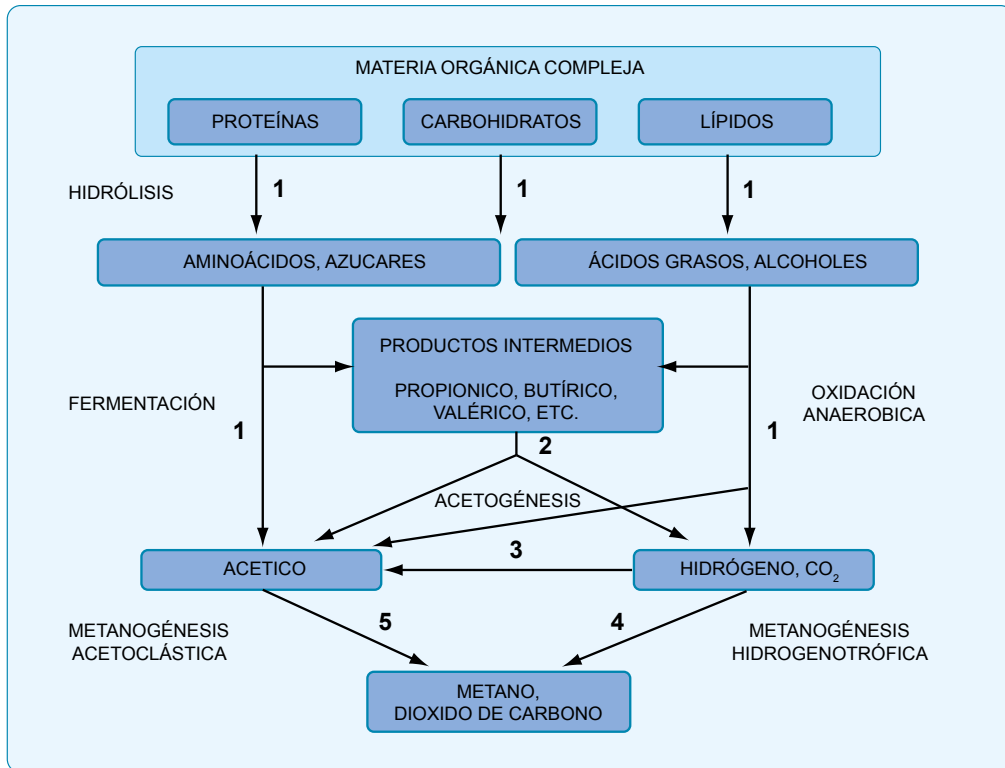 MATERIA ORGÁNICA COMPLEJA
PROTEÍNAS
CARBOHIDRATOS
LÍPIDOS
HIDRÓLISIS
1
1
1
AMINOÁCIDOS, AZUCARES
ÁCIDOS GRASOS, ALCOHOLES
PRODUCTOS INTERMEDIOS
PROPIONICO, BUTÍRICO,
VALÉRICO, ETC.
FERMENTACIÓN
OXIDACIÓN
ANAEROBICA
1
2
1
ACETOGÉNESIS
3
ACETICO
HIDRÓGENO, CO₂
5
4
METANOGÉNESIS
ACETOCLÁSTICA
METANOGÉNESIS
HIDROGENOTRÓFICA
METANO,
DIOXIDO DE CARBONO